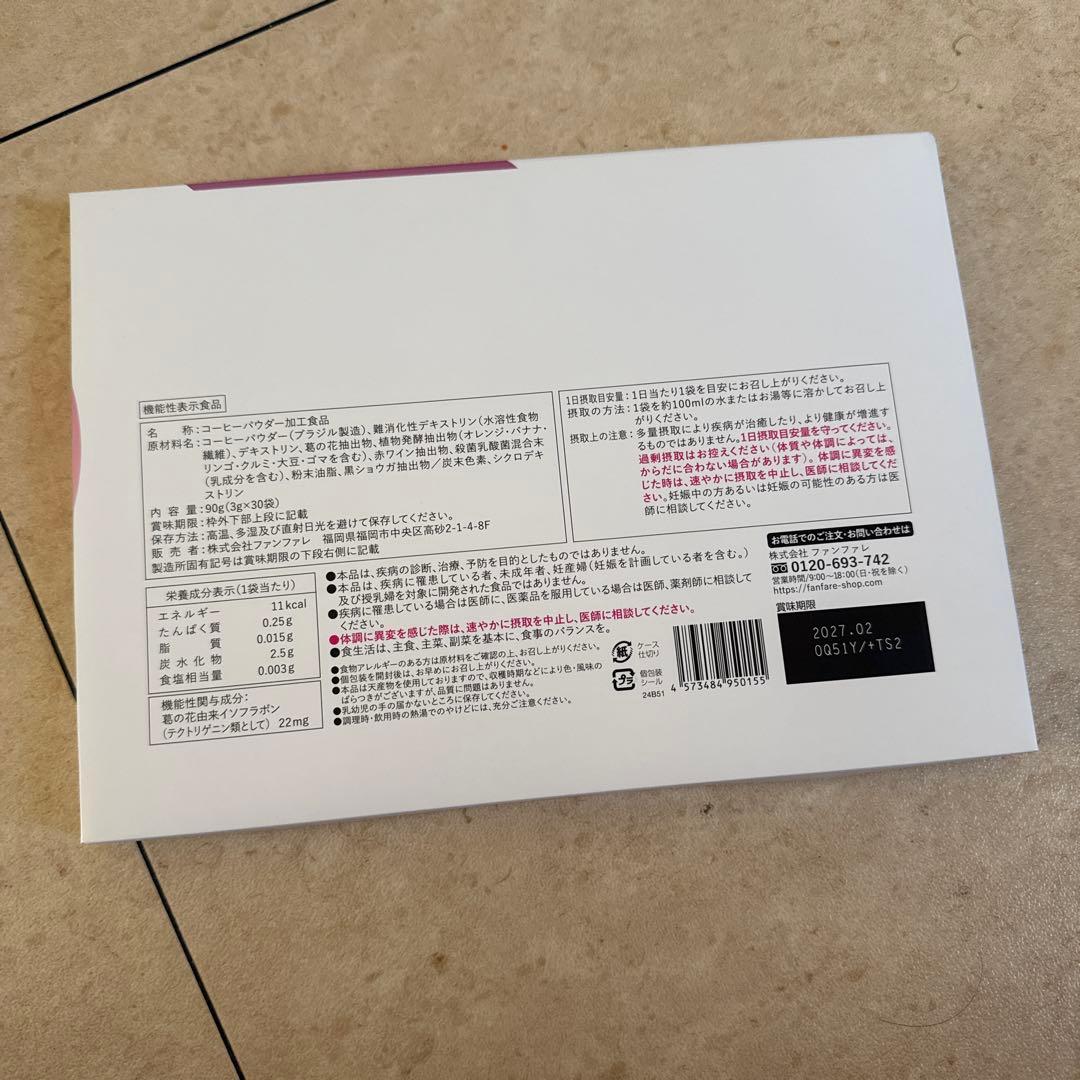 機能性表示食品
名　　称:コーヒーパウダー加工食品
原材料名:コーヒーパウダー(ブラジル製造)、難消化性デキストリン(水溶性食物
繊維)、デキストリン、葛の花抽出物、植物発酵抽出物(オレンジ・バナナ・
リンゴ・クルミ・大豆・ゴマを含む)、赤ワイン抽出物、殺菌乳酸菌混合末
(乳成分を含む)、粉末油脂、黒ショウガ抽出物/炭末色素、シクロデキ
ストリン
内 容 量:90g(3g×30袋)
賞味期限:枠外下部上段に記載
保存方法:高温、多湿及び直射日光を避けて保存してください。
販 売 者:株式会社ファンファレ　福岡県福岡市中央区高砂2-1-4-8F
製造所固有記号は賞味期限の下段右側に記載
1日摂取目安量:1日当たり1袋を目安にお召し上がりください。
摂取の方法:1袋を約100mlの水またはお湯等に溶かしてお召し上
がりください。
摂取上の注意:多量摂取により疾病が治癒したり、より健康が増進す
るものではありません。1日摂取目安量を守ってください。
過剰摂取はお控えください(体質や体調によっては、
からだに合わない場合があります)。体調に異変を感
じた時は、速やかに摂取を中止し、医師に相談してくだ
さい。妊娠中の方あるいは妊娠の可能性のある方は医
師に相談してください。
栄養成分表示(1袋当たり)
エネルギー 11kcal
たんぱく質 0.25g
脂　　質 0.015g
炭水化物 2.5g
食塩相当量 0.003g
機能性関与成分:
葛の花由来イソフラボン
(テクトリゲニン類として) 22mg
●本品は、疾病の診断、治療、予防を目的としたものではありません。
●本品は、疾病に罹患している者、未成年者、妊産婦(妊娠を計画している者を含む。)
及び授乳婦を対象に開発された食品ではありません。
●疾病に罹患している場合は医師に、医薬品を服用している場合は医師、薬剤師に相談して
ください。
●体調に異変を感じた際は、速やかに摂取を中止し、医師に相談してください。
●食生活は、主食、主菜、副菜を基本に、食事のバランスを。
●食物アレルギーのある方は原材料をご確認の上、お召し上がりください。
●個包装を開封後は、お早めにお召し上がりください。
●本品は天産物を使用しておりますので、収穫時期などにより色・風味の
ばらつきがございますが、品質に問題はありません。
●乳幼児の手の届かないところに保存してください。
●調理時・飲用時の熱湯でのやけどには、充分ご注意ください。
紙
ケース
仕切り
プラ
個包装
シール
24B51
4 573484 950155
お電話でのご注文・お問い合わせは
株式会社 ファンファレ
0120-693-742
営業時間/9:00~18:00(日・祝を除く)
https://fanfare-shop.com
賞味期限
2027.02
0Q51Y/+TS2